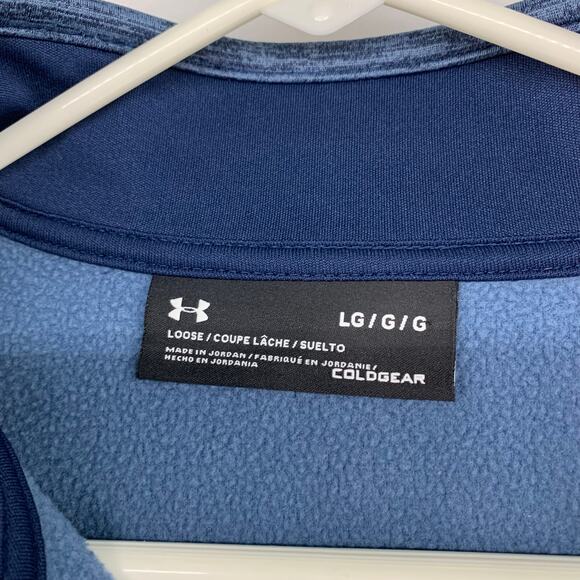 LG / G / G
LOOSE / COUPE LÂCHE / SUELTO
MADE IN JORDAN / FABRIQUÉ EN JORDANIE /
HECHO EN JORDANIA
COLDGEAR